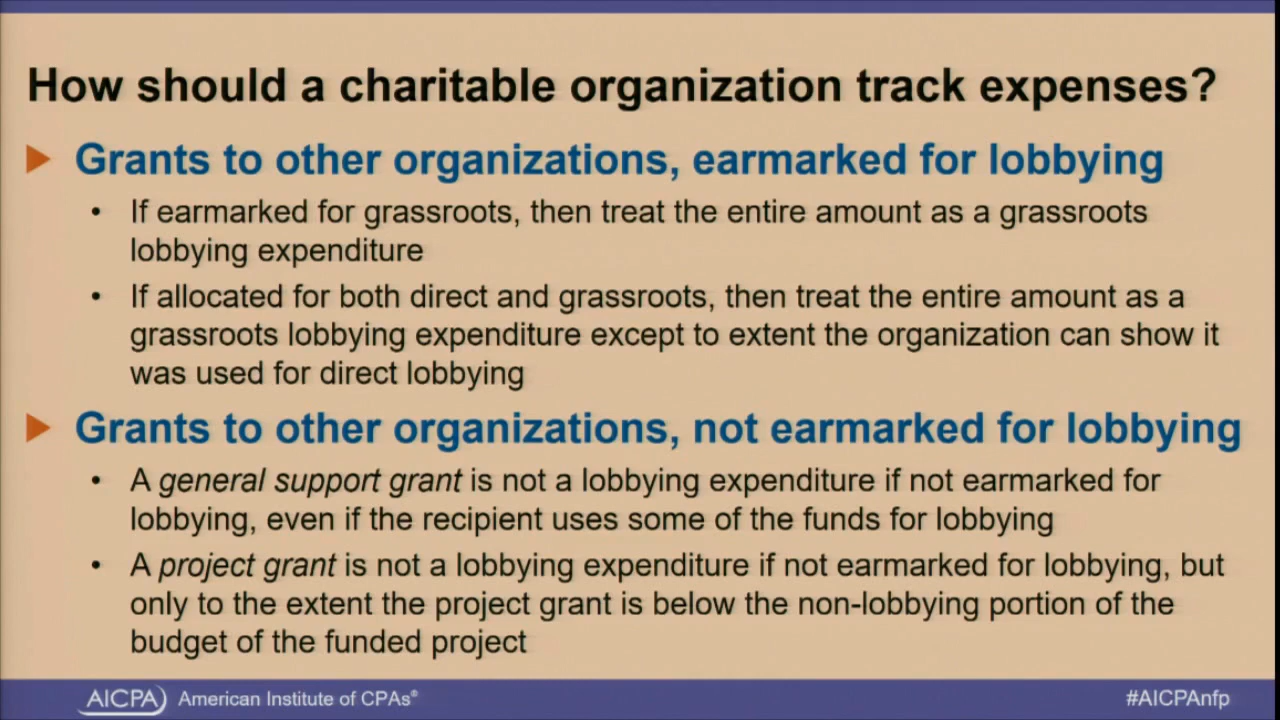 How should a charitable organization track expenses?
Grants to other organizations, earmarked for lobbying
• If earmarked for grassroots, then treat the entire amount as a grassroots
lobbying expenditure
• If allocated for both direct and grassroots, then treat the entire amount as a
grassroots lobbying expenditure except to extent the organization can show it
was used for direct lobbying
Grants to other organizations, not earmarked for lobbying
• A general support grant is not a lobbying expenditure if not earmarked for
lobbying, even if the recipient uses some of the funds for lobbying
• A project grant is not a lobbying expenditure if not earmarked for lobbying, but
only to the extent the project grant is below the non-lobbying portion of the
budget of the funded project
AICPA American Institute of CPAs®
#AICPAnfp